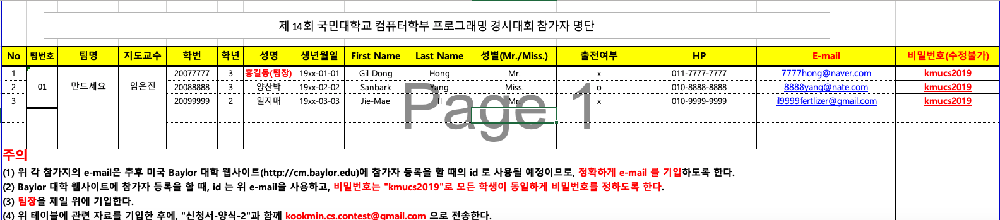 제 14회 국민대학교 컴퓨터학부 프로그래밍 경시대회 참가자 명단
No 팀번호 팀명 지도교수 학번 학년 성명 생년월일 First Name Last Name 성별(Mr./Miss.) 출전여부 HP E-mail 비밀번호(수정불가)
1 20077777 3 홍길동(팀장) 19xx-01-01 Gil Dong Hong Mr. x 011-7777-7777 7777hong@naver.com kmucs2019
2 01 만드세요 임은진 20088888 3 양산박 19xx-02-02 Sanbark Yang Miss. o 010-8888-8888 8888yang@nate.com kmucs2019
3 20099999 2 일지매 19xx-03-03 Jie-Mae Il Mr. x 010-9999-9999 il9999fertlizer@gmail.com kmucs2019
Page 1
주의
(1) 위 각 참가지의 e-mail은 추후 미국 Baylor 대학 웹사이트(http://cm.baylor.edu)에 참가자 등록을 할 때의 id 로 사용될 예정이므로, 정확하게 e-mail 를 기입하도록 한다.
(2) Baylor 대학 웹사이트에 참가자 등록을 할 때, id 는 위 e-mail을 사용하고, 비밀번호는 "kmucs2019"로 모든 학생이 동일하게 비밀번호를 정하도록 한다.
(3) 팀장을 제일 위에 기입한다.
(4) 위 테이블에 관련 자료를 기입한 후에, "신청서-양식-2"과 함께 kookmin.cs.contest@gmail.com 으로 전송한다.